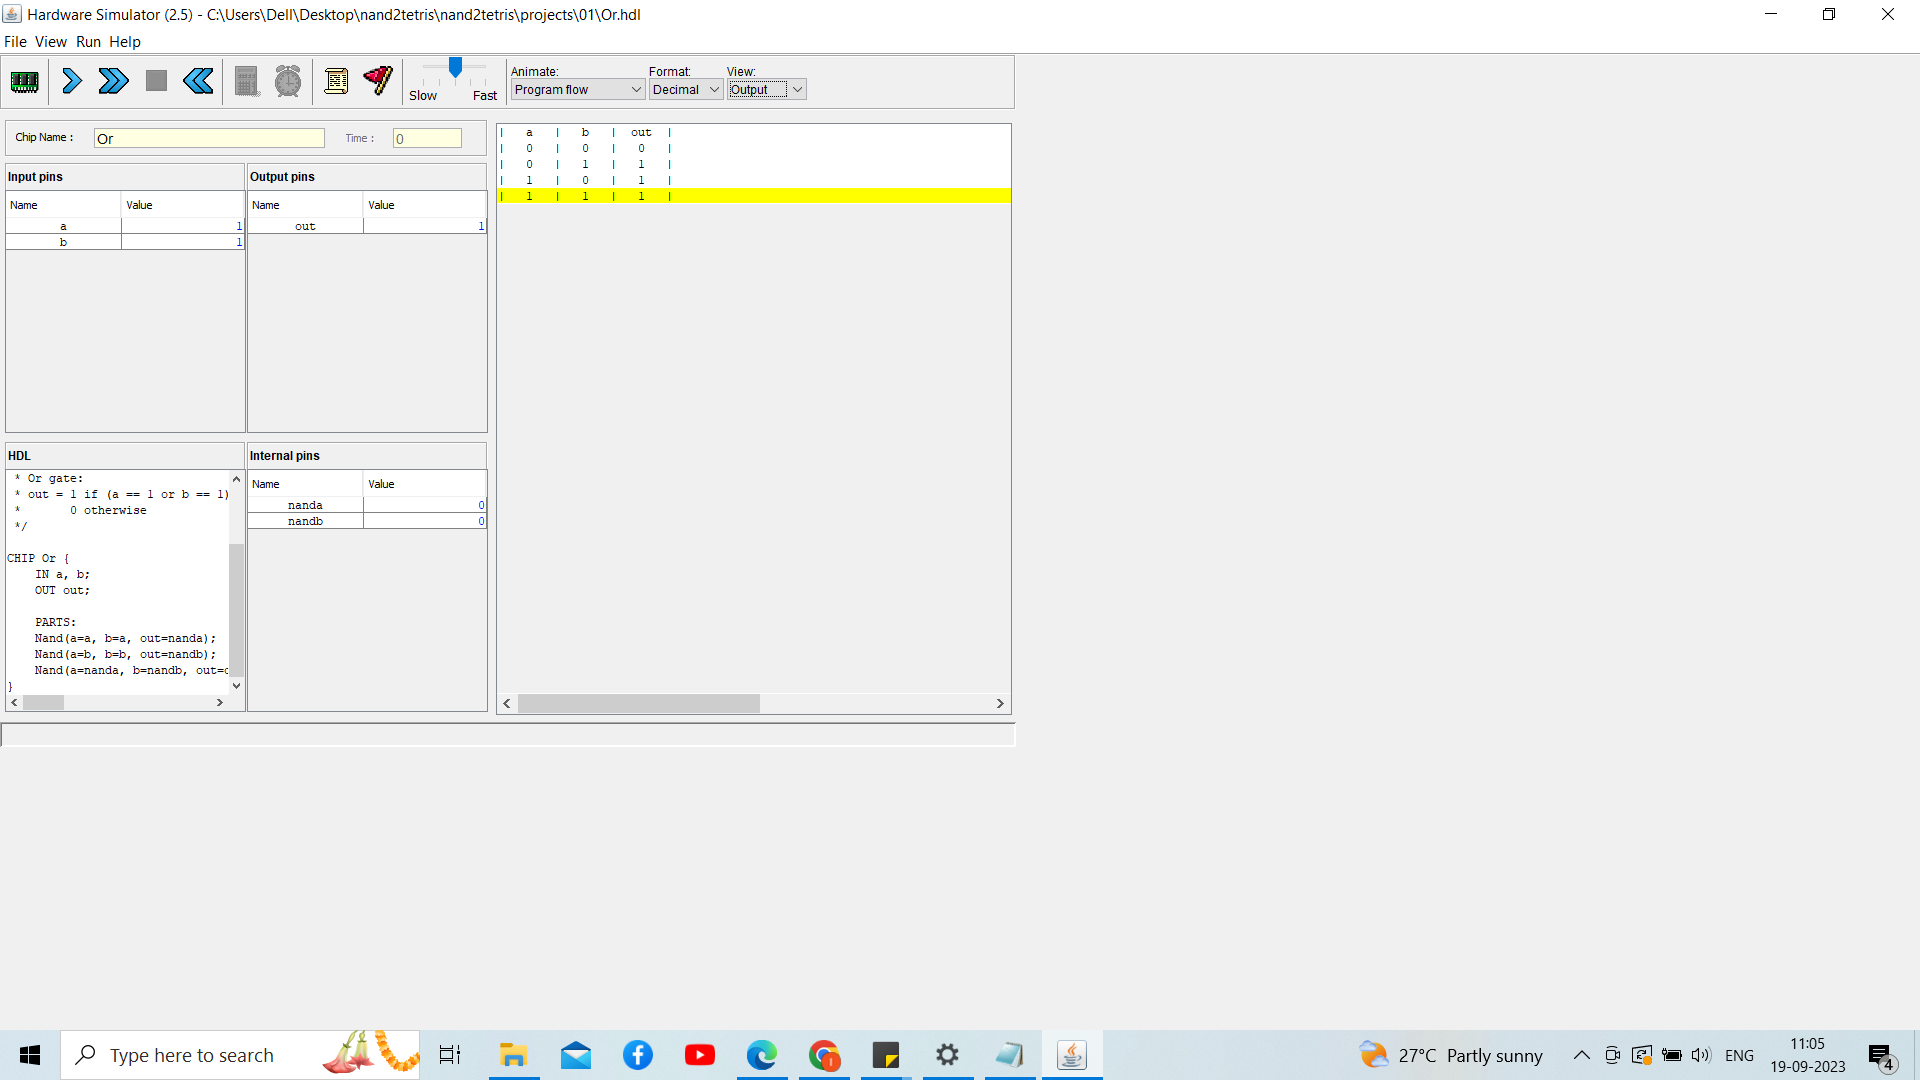 Hardware Simulator (2.5) - C:\Users\Dell\Desktop\nand2tetris\nand2tetris\projects\01\Or.hdl
File View Run Help
Slow Fast
Animate: Format: View:
Program flow Decimal Output
Chip Name : Or Time : 0
Input pins
Name Value
a 1
b 1
Output pins
Name Value
out 1
HDL
* Or gate:
* out = 1 if (a == 1 or b == 1)
* 0 otherwise
*/
CHIP Or {
IN a, b;
OUT out;
PARTS:
Nand(a=a, b=a, out=nanda);
Nand(a=b, b=b, out=nandb);
Nand(a=nanda, b=nandb, out=
}
Internal pins
Name Value
nanda 0
nandb 0
| a | b | out |
| 0 | 0 | 0 |
| 0 | 1 | 1 |
| 1 | 0 | 1 |
| 1 | 1 | 1 |
Type here to search
27°C Partly sunny
ENG
11:05
19-09-2023
4